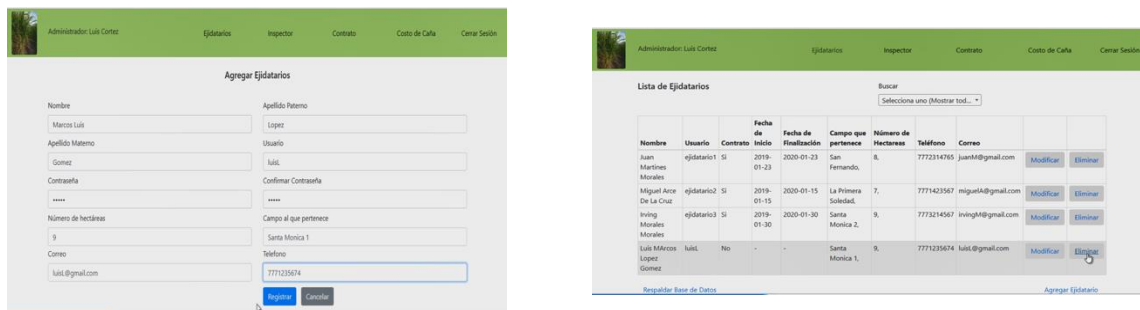 Administrador: Luis Cortez Ejidatarios Inspector Contrato Costo de Caña Cerrar Sesión
Agregar Ejidatarios
Nombre Apellido Paterno
Marcos Luis Lopez
Apellido Materno Usuario
Gomez luisL
Contraseña Confirmar Contraseña
••••• •••••
Número de hectáreas Campo al que pertenece
9 Santa Monica 1
Correo Telefono
luisL@gmail.com 7771235674
Registrar Cancelar
Administrador: Luis Cortez Ejidatarios Inspector Contrato Costo de Caña Cerrar Sesión
Lista de Ejidatarios Buscar
Selecciona uno (Mostrar tod...
Nombre Usuario Contrato Fecha de Inicio Fecha de Finalización Campo que pertenece Número de Hectareas Teléfono Correo
Juan Martines Morales ejidatario1 Si 2019-01-23 2020-01-23 San Fernando, 8, 7772314765 juanM@gmail.com Modificar Eliminar
Miguel Arce De La Cruz ejidatario2 Si 2019-01-15 2020-01-15 La Primera Soledad, 7, 7771423567 miguelA@gmail.com Modificar Eliminar
Irving Morales Morales ejidatario3 Si 2019-01-30 2020-01-30 Santa Monica 2, 9, 7773214567 irvingM@gmail.com Modificar Eliminar
Luis MArcos Lopez Gomez luisL No - - Santa Monica 1, 9, 7771235674 luisL@gmail.com Modificar Eliminar
Respaldar Base de Datos Agregar Ejidatario